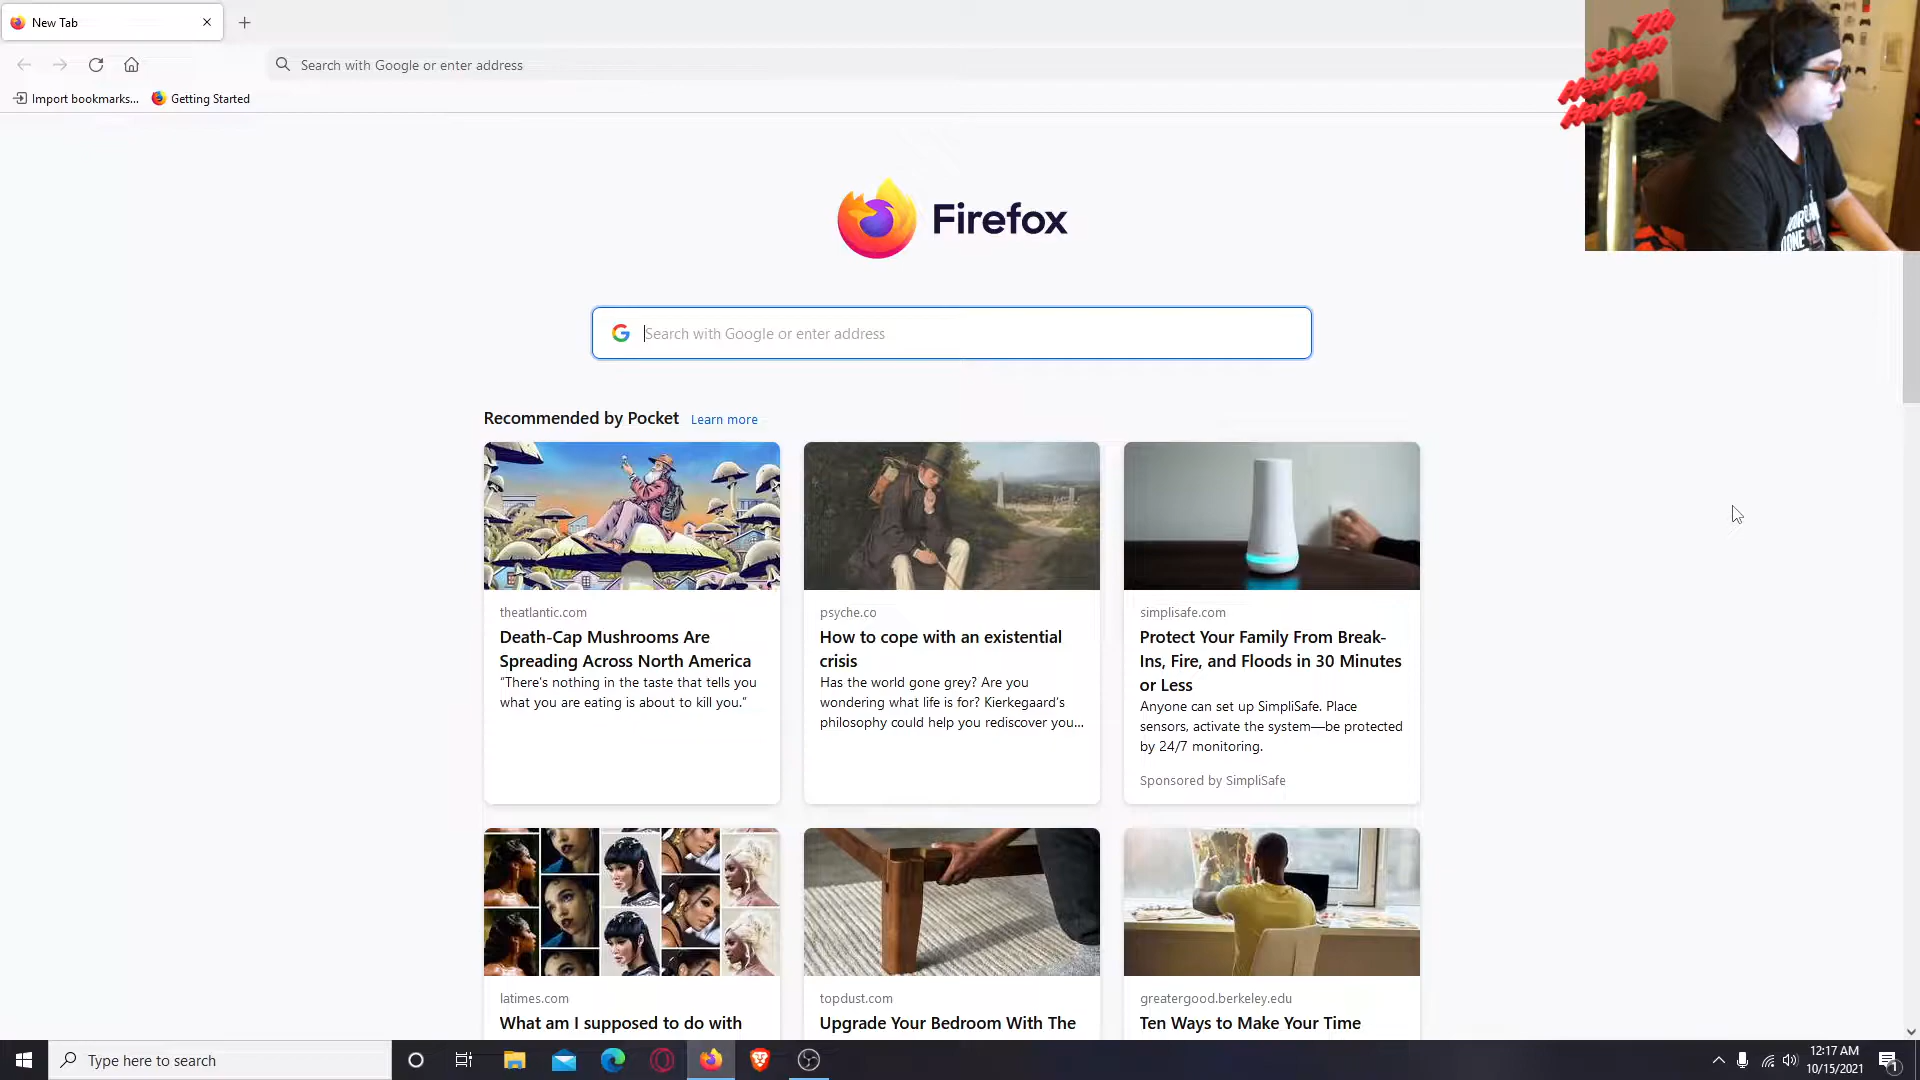 New Tab
Search with Google or enter address
Import bookmarks...
Getting Started
7th
Seven
Heaven
Haven
Firefox
Search with Google or enter address
Recommended by Pocket Learn more
theatlantic.com
Death-Cap Mushrooms Are
Spreading Across North America
“There’s nothing in the taste that tells you
what you are eating is about to kill you.”
psyche.co
How to cope with an existential
crisis
Has the world gone grey? Are you
wondering what life is for? Kierkegaard’s
philosophy could help you rediscover you...
simplisafe.com
Protect Your Family From Break-
Ins, Fire, and Floods in 30 Minutes
or Less
Anyone can set up SimpliSafe. Place
sensors, activate the system—be protected
by 24/7 monitoring.
Sponsored by SimpliSafe
latimes.com
What am I supposed to do with
topdust.com
Upgrade Your Bedroom With The
greatergood.berkeley.edu
Ten Ways to Make Your Time
Type here to search
12:17 AM
10/15/2021
1